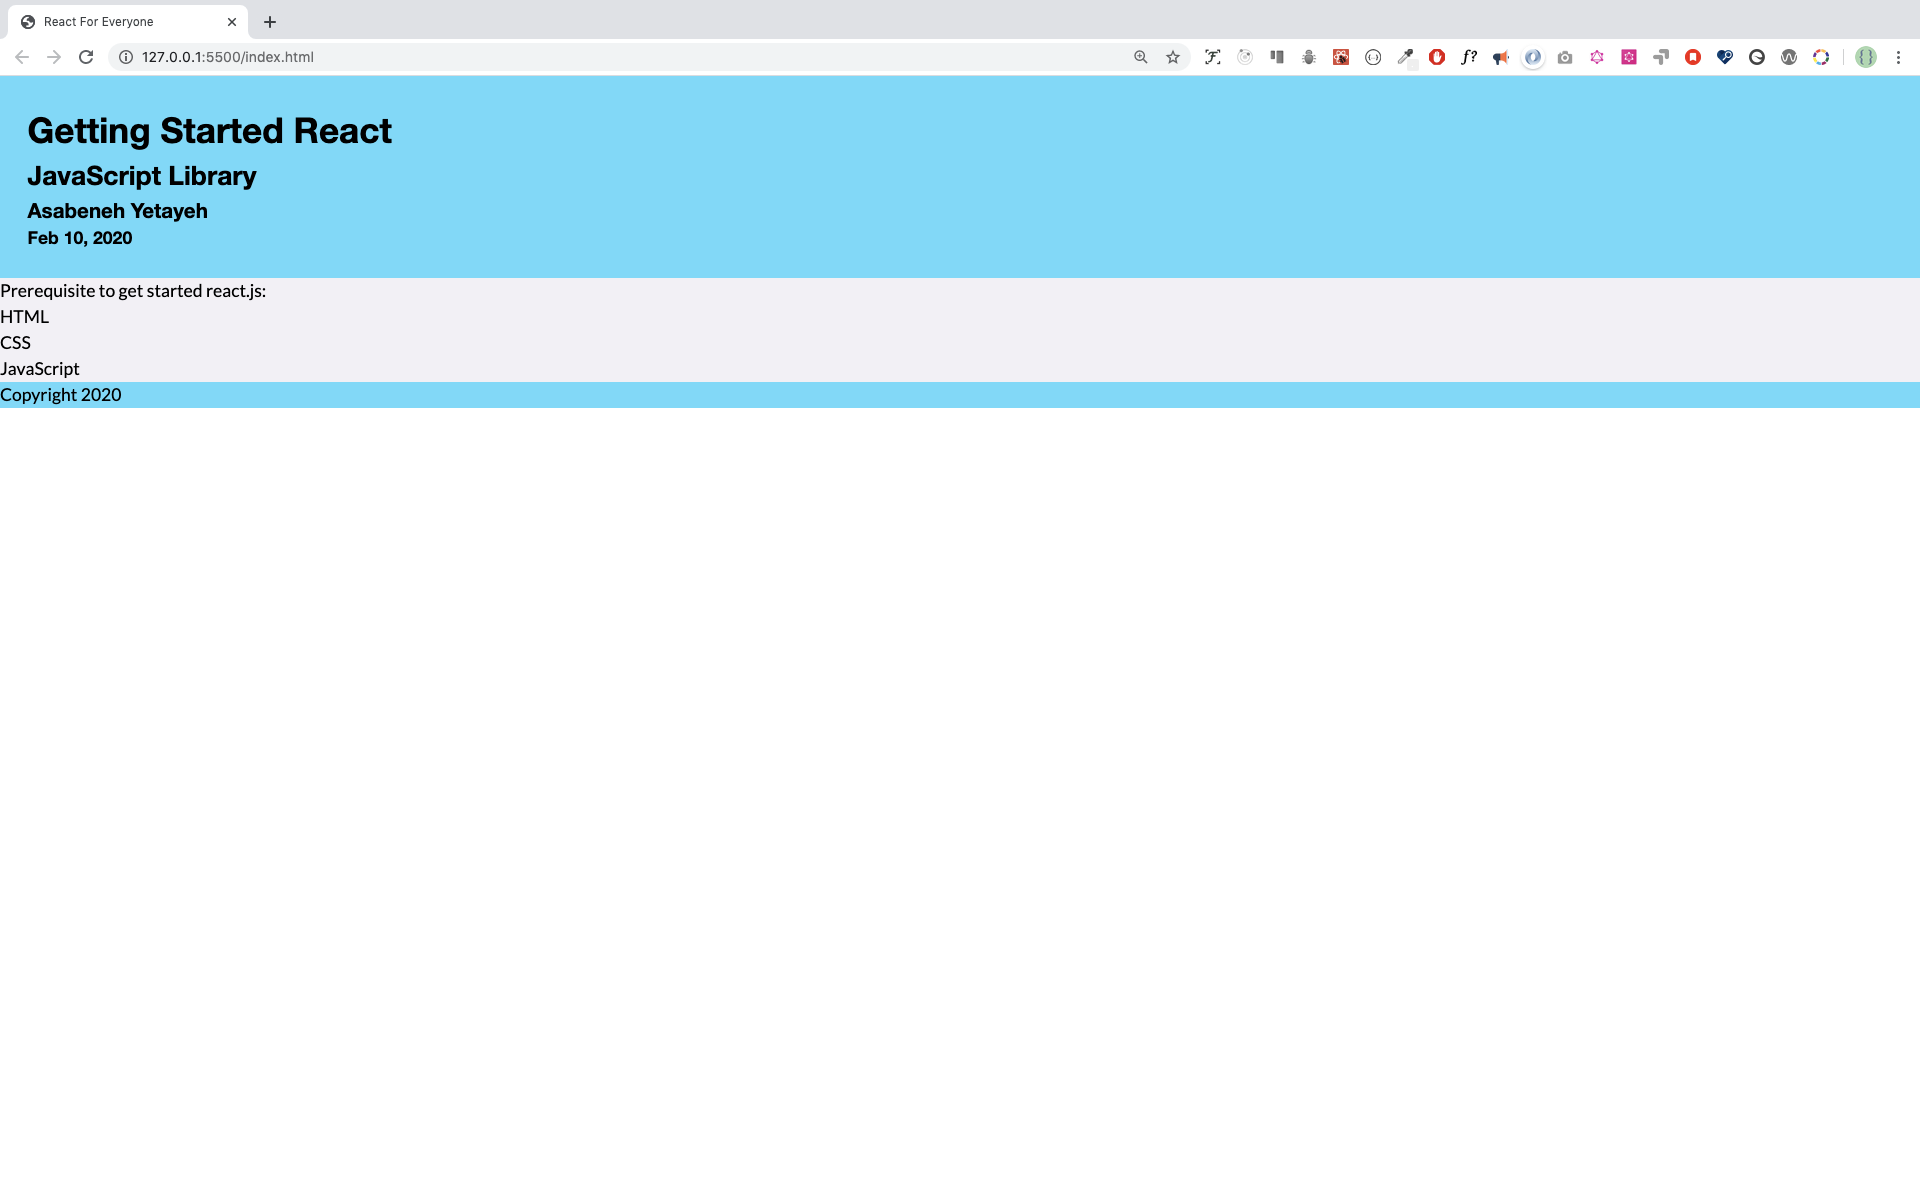 React For Everyone
127.0.0.1:5500/index.html
Getting Started React
JavaScript Library
Asabeneh Yetayeh
Feb 10, 2020
Prerequisite to get started react.js:
HTML
CSS
JavaScript
Copyright 2020